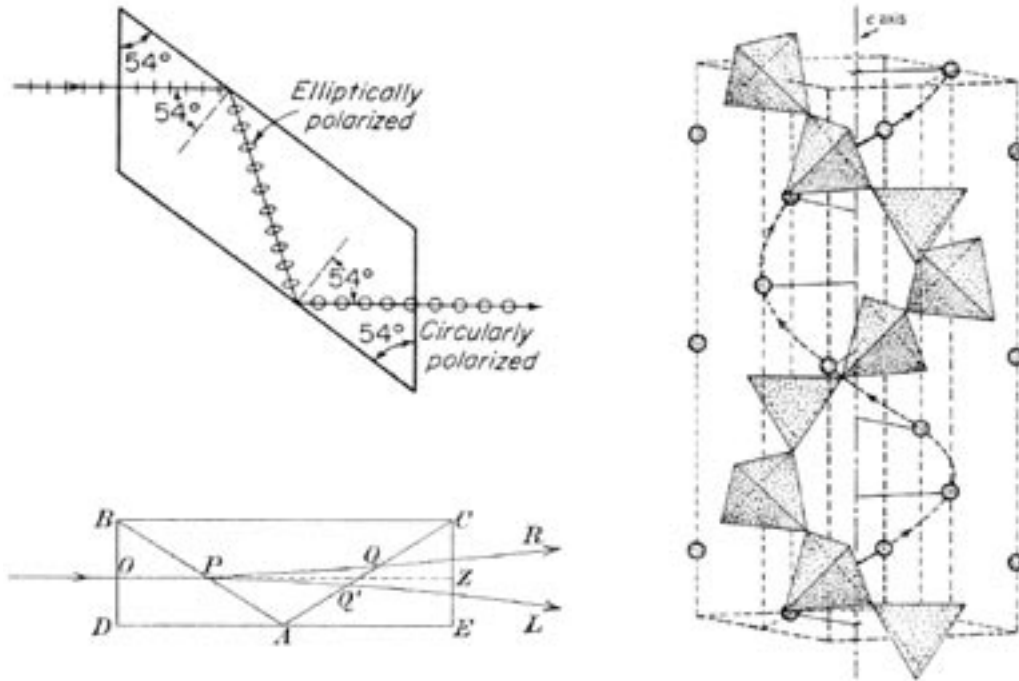 54°
54°
Elliptically
polarized
54°
54°
Circularly
polarized
c axis
B
C
R
O
P
Q
Z
Q'
L
D
A
E